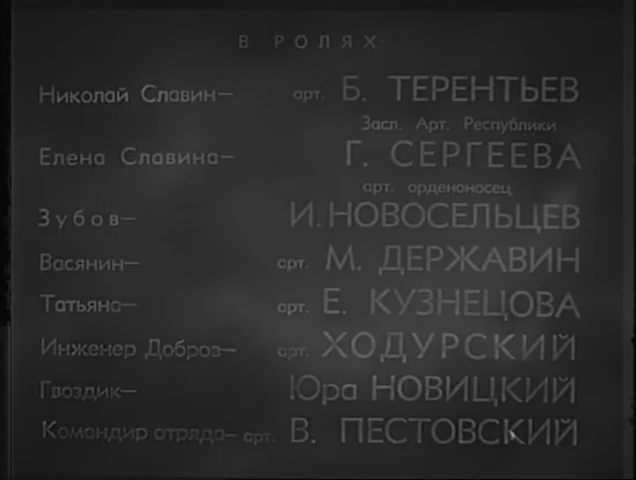 В РОЛЯХ:
Николай Славин— арт. Б. ТЕРЕНТЬЕВ
Засл. Арт. Республики
Елена Славина— Г. СЕРГЕЕВА
арт. орденоносец
Зубов— И. НОВОСЕЛЬЦЕВ
Васянин— арт. М. ДЕРЖАВИН
Татьяна— арт. Е. КУЗНЕЦОВА
Инженер Добров— арт. ХОДУРСКИЙ
Гвоздик— Юра НОВИЦКИЙ
Командир отряда— арт. В. ПЕСТОВСКИЙ